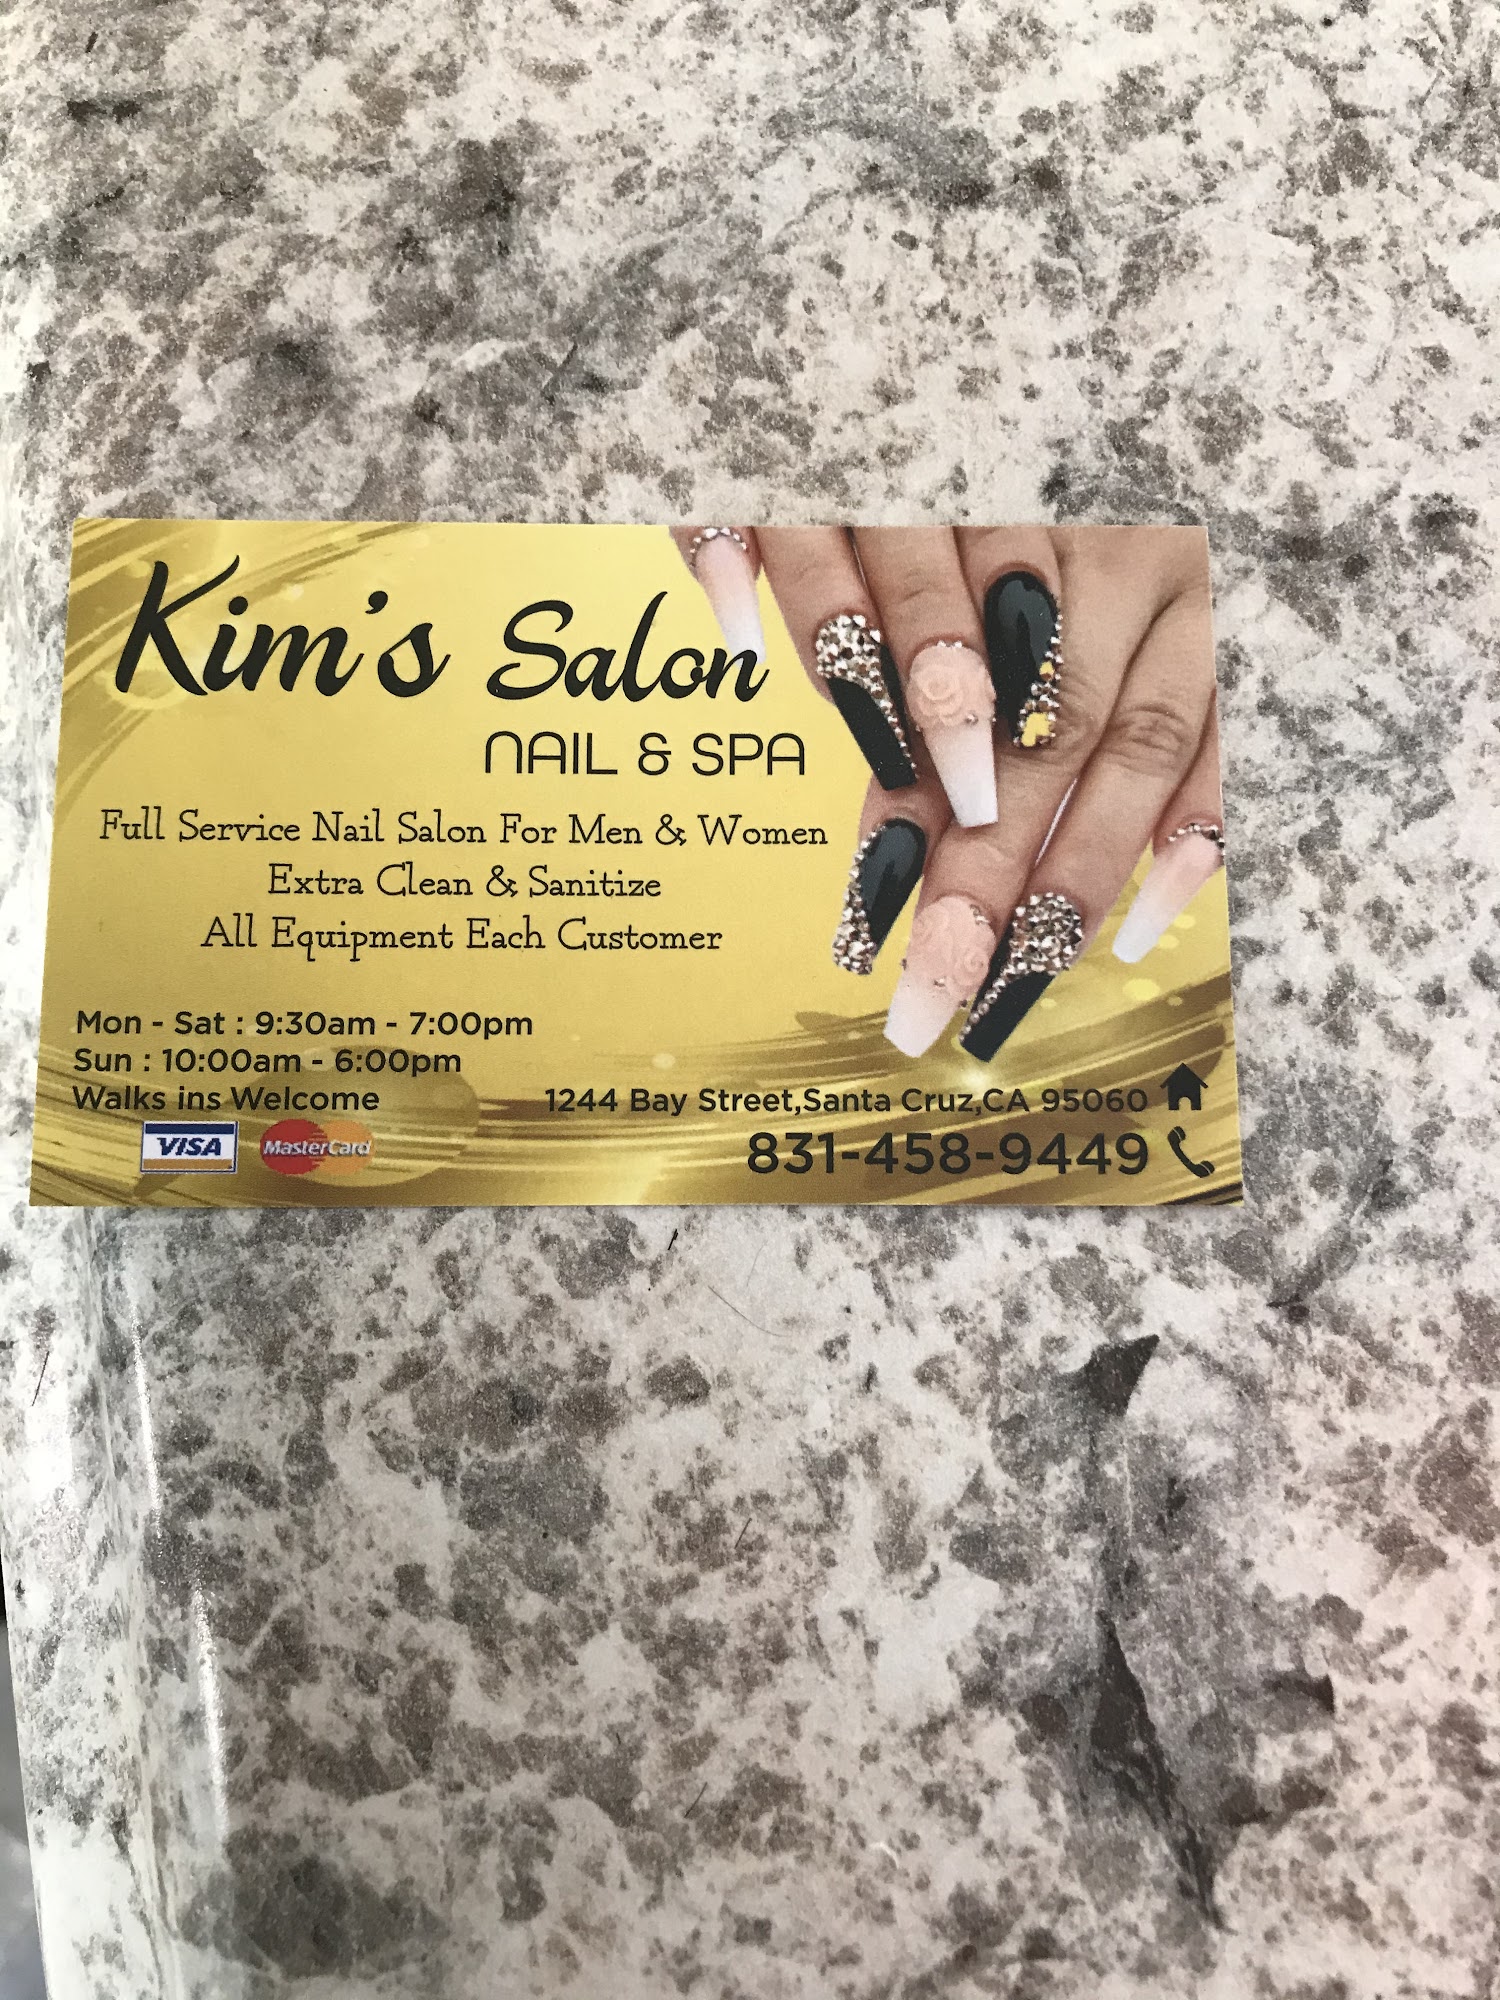 Kim's Salon
NAIL & SPA
Full Service Nail Salon For Men & Women
Extra Clean & Sanitize
All Equipment Each Customer
Mon - Sat : 9:30am - 7:00pm
Sun : 10:00am - 6:00pm
Walks ins Welcome
VISA MasterCard
1244 Bay Street,Santa Cruz,CA 95060
831-458-9449